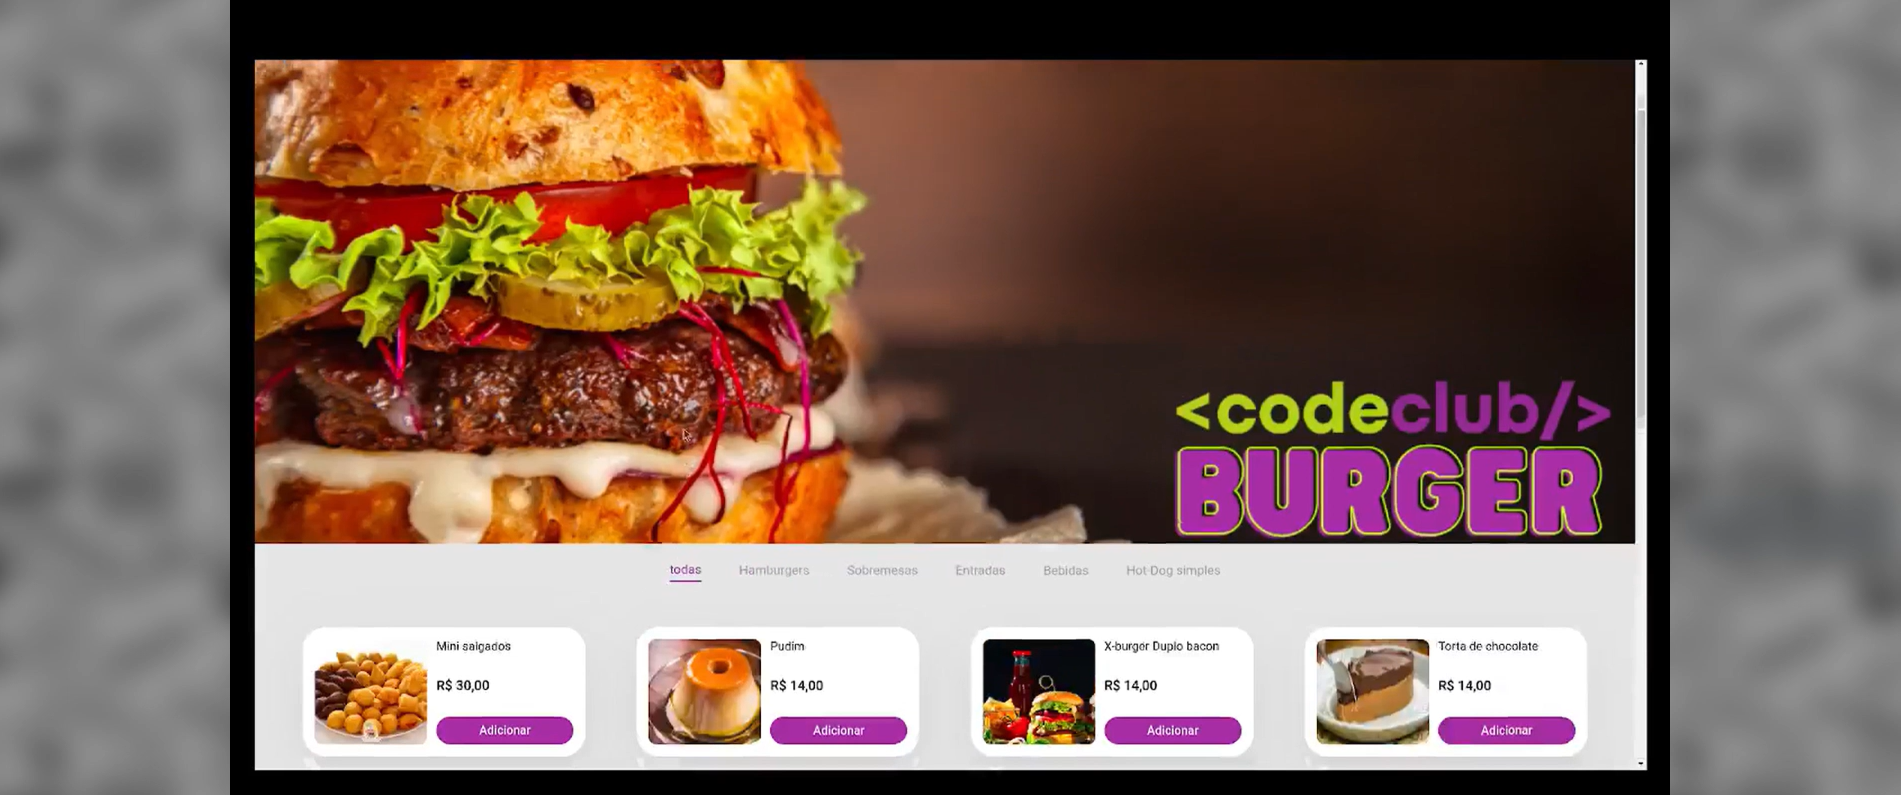 <codeclub/>
BURGER
todas Hamburgers Sobremesas Entradas Bebidas Hot-Dog simples
Mini salgados
R$ 30,00
Adicionar
Pudim
R$ 14,00
Adicionar
X-burger Duplo bacon
R$ 14,00
Adicionar
Torta de chocolate
R$ 14,00
Adicionar